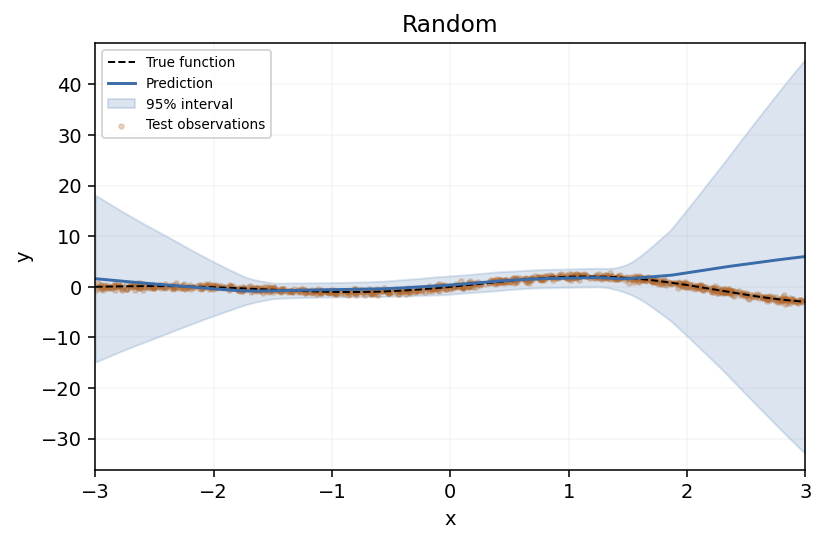 Random
True function
Prediction
95% interval
Test observations
40
30
20
10
0
−10
−20
−30
y
−3
−2
−1
0
1
2
3
x